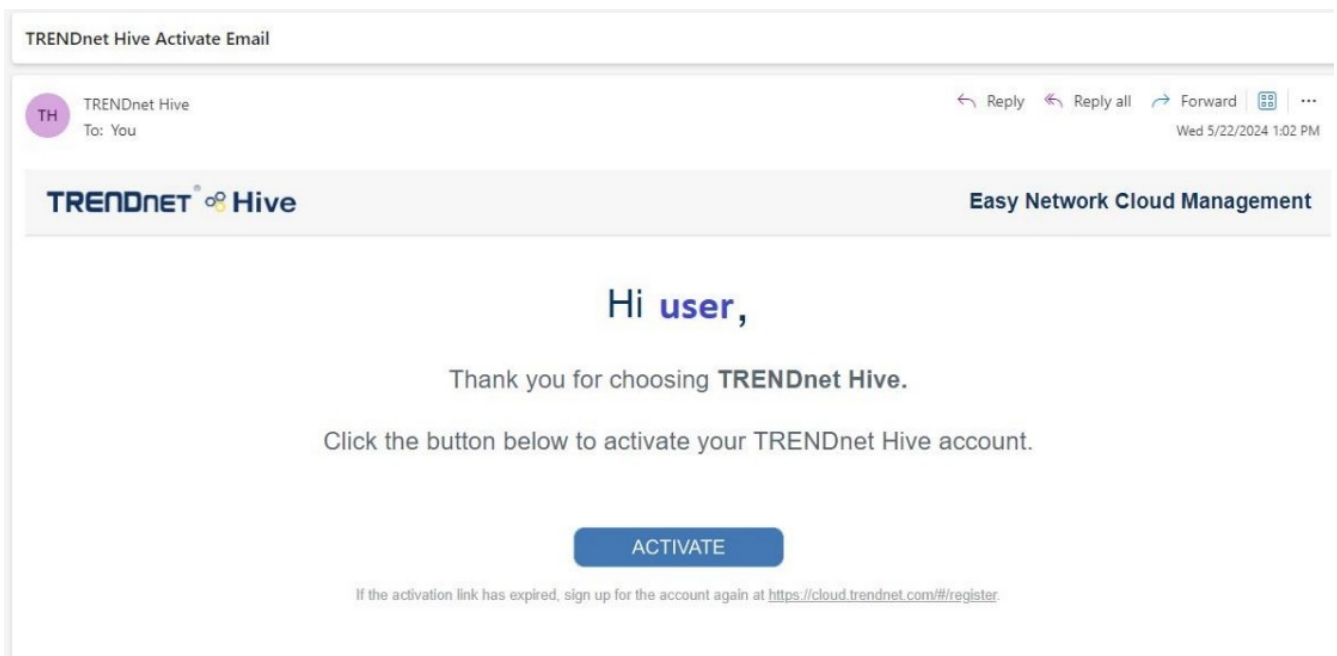 TRENDnet Hive Activate Email
TH
TRENDnet Hive
To: You
Reply Reply all Forward ...
Wed 5/22/2024 1:02 PM
TRENDNET® Hive
Easy Network Cloud Management
Hi user,
Thank you for choosing TRENDnet Hive.
Click the button below to activate your TRENDnet Hive account.
ACTIVATE
If the activation link has expired, sign up for the account again at https://cloud.trendnet.com/#/register.